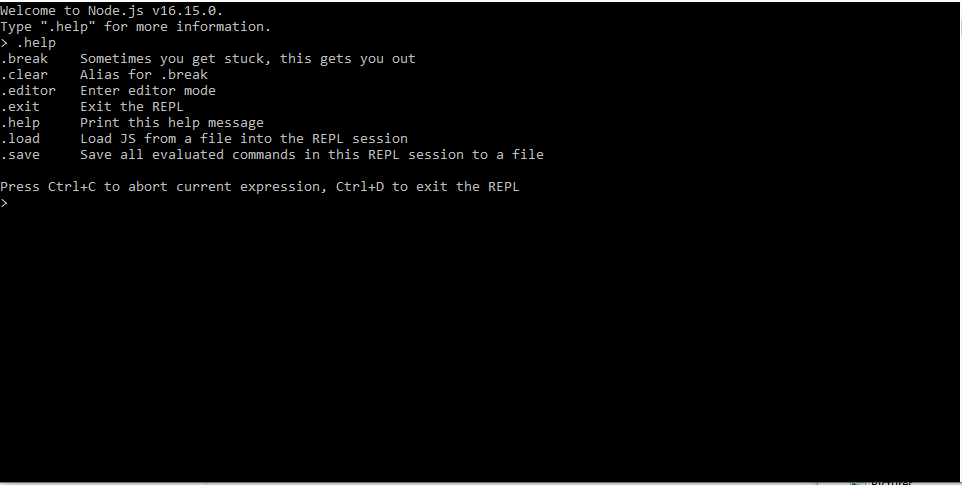 Welcome to Node.js v16.15.0.
Type ".help" for more information.
> .help
.break    Sometimes you get stuck, this gets you out
.clear    Alias for .break
.editor   Enter editor mode
.exit     Exit the REPL
.help     Print this help message
.load     Load JS from a file into the REPL session
.save     Save all evaluated commands in this REPL session to a file
Press Ctrl+C to abort current expression, Ctrl+D to exit the REPL
>
Pictures